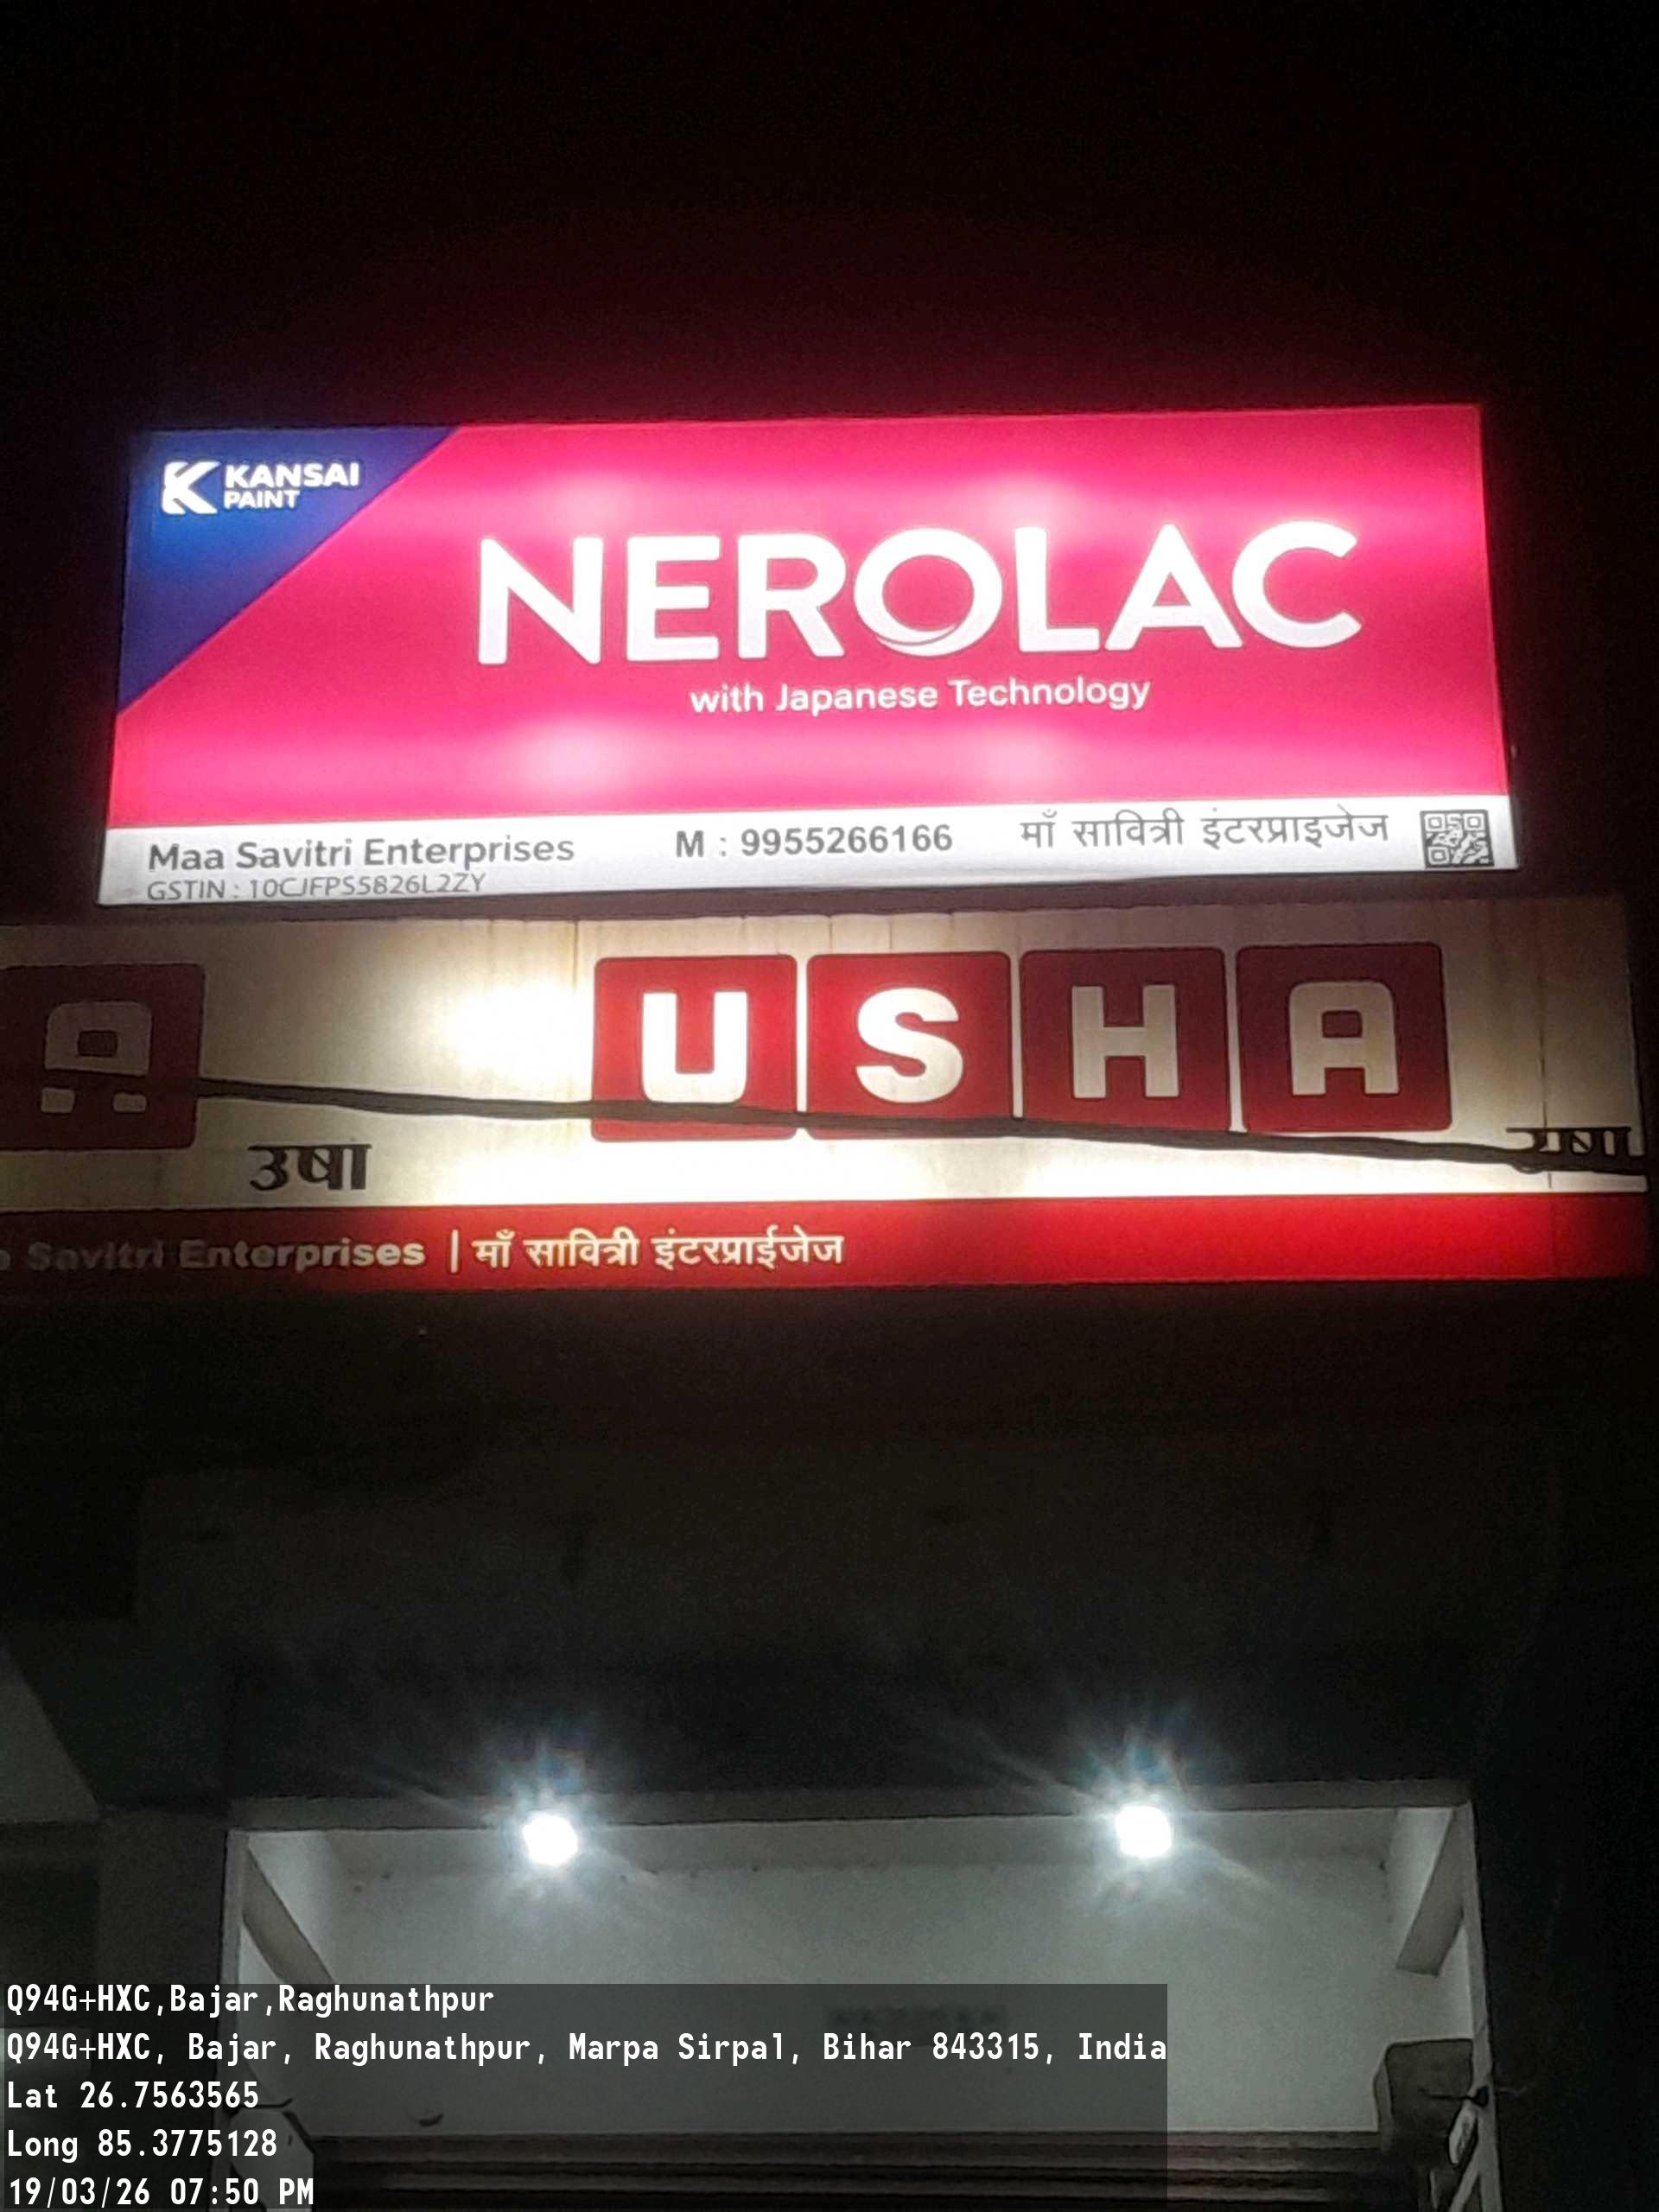 KANSAI
PAINT
NEROLAC
with Japanese Technology
Maa Savitri Enterprises M : 9955266166 माँ सावित्री इंटरप्राइजेज
GSTIN : 10CJFPS5826L2ZY
A USHA
उषा उषा
Savitri Enterprises | माँ सावित्री इंटरप्राईजेज
Q94G+HXC,Bajar,Raghunathpur
Q94G+HXC, Bajar, Raghunathpur, Marpa Sirpal, Bihar 843315, India
Lat 26.7563565
Long 85.3775128
19/03/26 07:50 PM